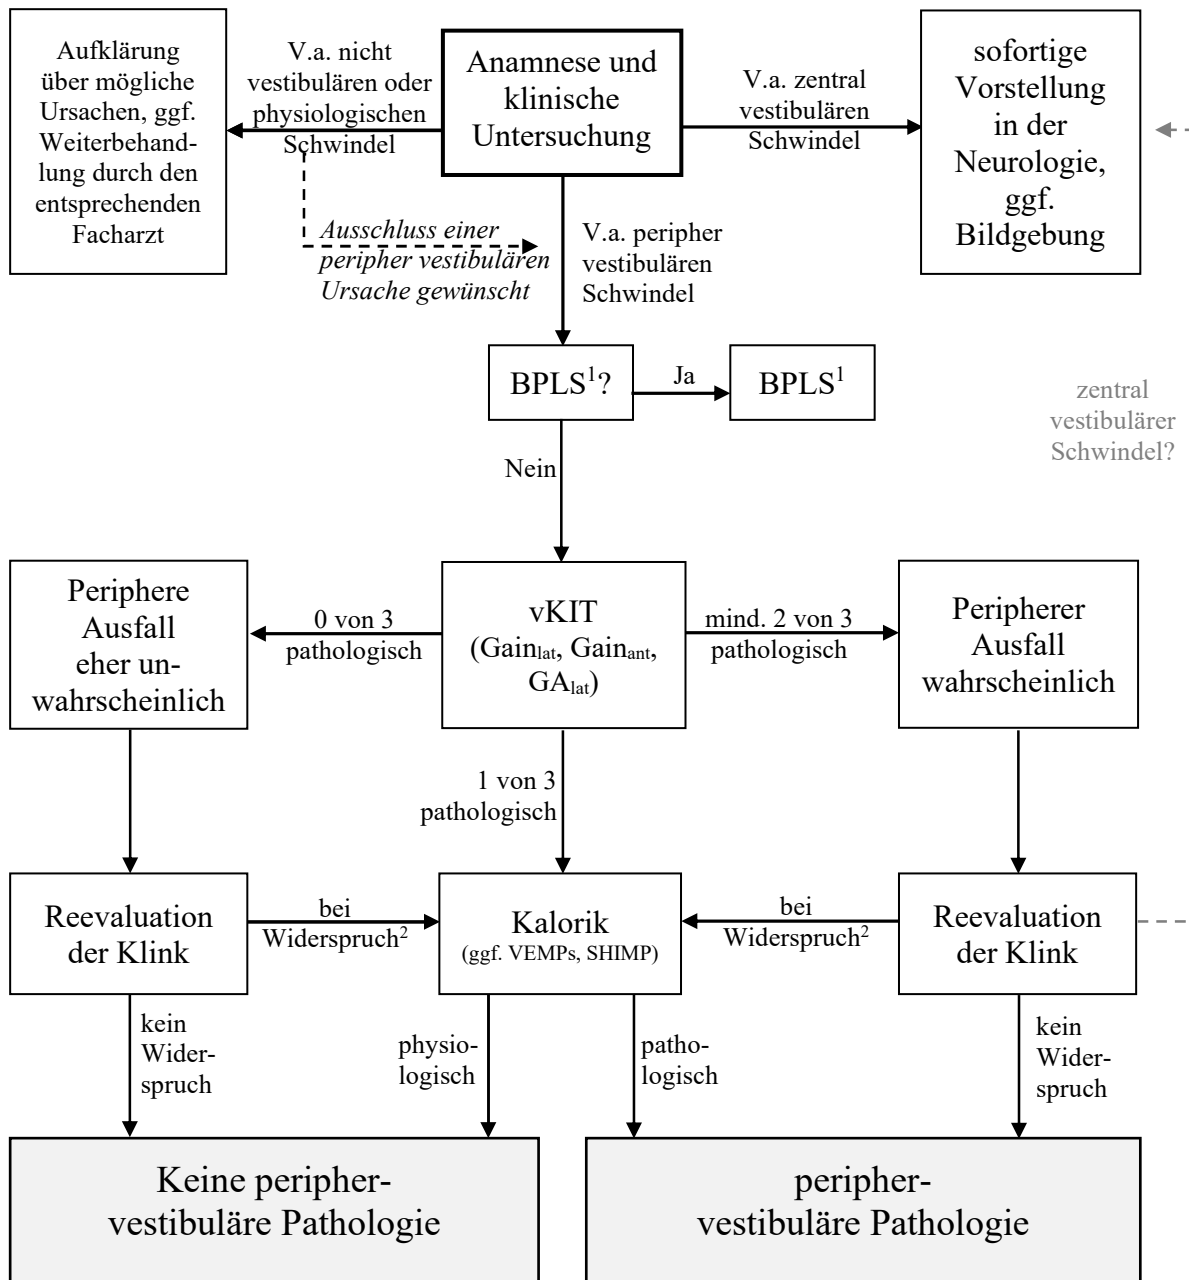 Aufklärung
über mögliche
Ursachen, ggf.
Weiterbehand-
lung durch den
entsprechenden
Facharzt
V.a. nicht
vestibulären oder
physiologischen
Schwindel
Anamnese und
klinische
Untersuchung
V.a. zentral
vestibulären
Schwindel
sofortige
Vorstellung
in der
Neurologie,
ggf.
Bildgebung
Ausschluss einer
peripher vestibulären
Ursache gewünscht
V.a. peripher
vestibulären
Schwindel
BPLS¹?
Ja
BPLS¹
zentral
vestibulärer
Schwindel?
Nein
Periphere
Ausfall
eher un-
wahrscheinlich
0 von 3
pathologisch
vKIT
(Gainlat, Gainant,
GAlat)
mind. 2 von 3
pathologisch
Peripherer
Ausfall
wahrscheinlich
1 von 3
pathologisch
Reevaluation
der Klink
bei
Widerspruch²
Kalorik
(ggf. VEMPs, SHIMP)
bei
Widerspruch²
Reevaluation
der Klink
kein
Wider-
spruch
physio-
logisch
patho-
logisch
kein
Wider-
spruch
Keine peripher-
vestibuläre Pathologie
peripher-
vestibuläre Pathologie